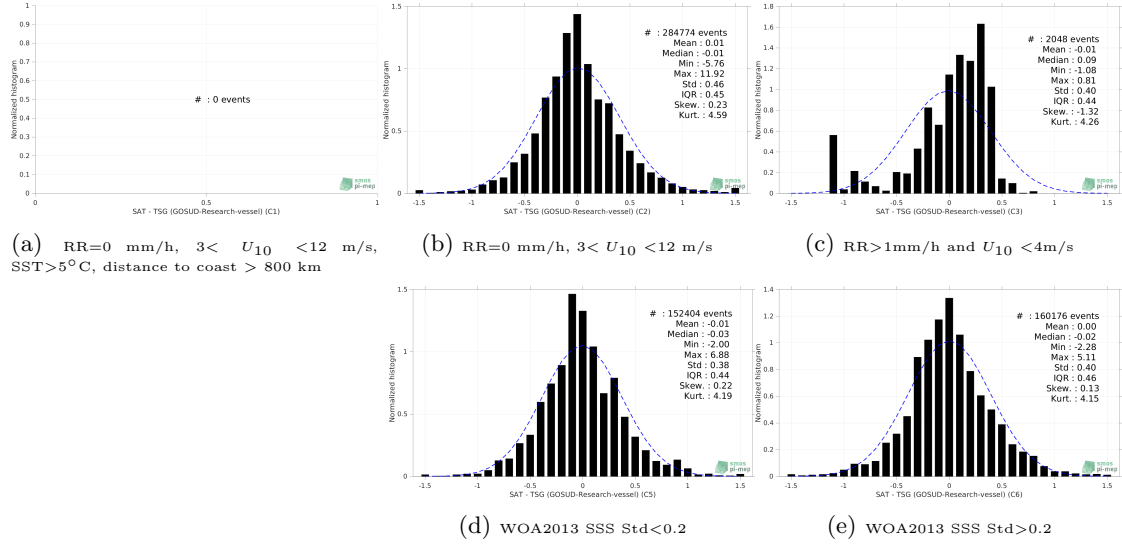 1
0.9
0.8
0.7
0.6
0.5
0.4
0.3
0.2
0.1
0
Normalized histogram
# : 0 events
smos
pi-mep
0 0.5 1
SAT - TSG (GOSUD-Research-vessel) (C1)
(a) RR=0 mm/h, 3< U10 <12 m/s,
SST>5°C, distance to coast > 800 km
1.5
1
0.5
0
Normalized histogram
# : 284774 events
Mean : 0.01
Median : -0.01
Min : -5.76
Max : 11.92
Std : 0.46
IQR : 0.45
Skew. : 0.23
Kurt. : 4.59
smos
pi-mep
-1.5 -1 -0.5 0 0.5 1 1.5
SAT - TSG (GOSUD-Research-vessel) (C2)
(b) RR=0 mm/h, 3< U10 <12 m/s
1.8
1.6
1.4
1.2
1
0.8
0.6
0.4
0.2
0
Normalized histogram
# : 2048 events
Mean : -0.01
Median : 0.09
Min : -1.08
Max : 0.81
Std : 0.40
IQR : 0.44
Skew. : -1.32
Kurt. : 4.26
smos
pi-mep
-1.5 -1 -0.5 0 0.5 1 1.5
SAT - TSG (GOSUD-Research-vessel) (C3)
(c) RR>1mm/h and U10 <4m/s
1.5
1
0.5
0
Normalized histogram
# : 152404 events
Mean : -0.01
Median : -0.03
Min : -2.00
Max : 6.88
Std : 0.38
IQR : 0.44
Skew. : 0.22
Kurt. : 4.19
smos
pi-mep
-1.5 -1 -0.5 0 0.5 1 1.5
SAT - TSG (GOSUD-Research-vessel) (C5)
(d) WOA2013 SSS Std<0.2
1.4
1.2
1
0.8
0.6
0.4
0.2
0
Normalized histogram
# : 160176 events
Mean : 0.00
Median : -0.02
Min : -2.28
Max : 5.11
Std : 0.40
IQR : 0.46
Skew. : 0.13
Kurt. : 4.15
smos
pi-mep
-1.5 -1 -0.5 0 0.5 1 1.5
SAT - TSG (GOSUD-Research-vessel) (C6)
(e) WOA2013 SSS Std>0.2